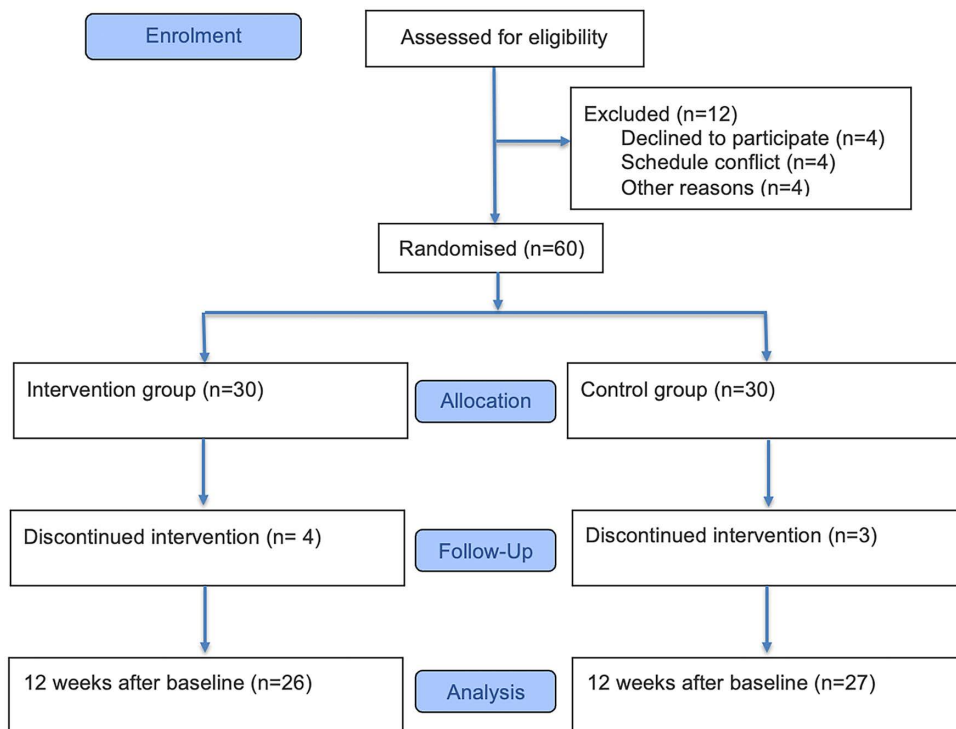 Enrolment
Assessed for eligibility
Excluded (n=12)
Declined to participate (n=4)
Schedule conflict (n=4)
Other reasons (n=4)
Randomised (n=60)
Intervention group (n=30)
Allocation
Control group (n=30)
Discontinued intervention (n= 4)
Follow-Up
Discontinued intervention (n=3)
12 weeks after baseline (n=26)
Analysis
12 weeks after baseline (n=27)